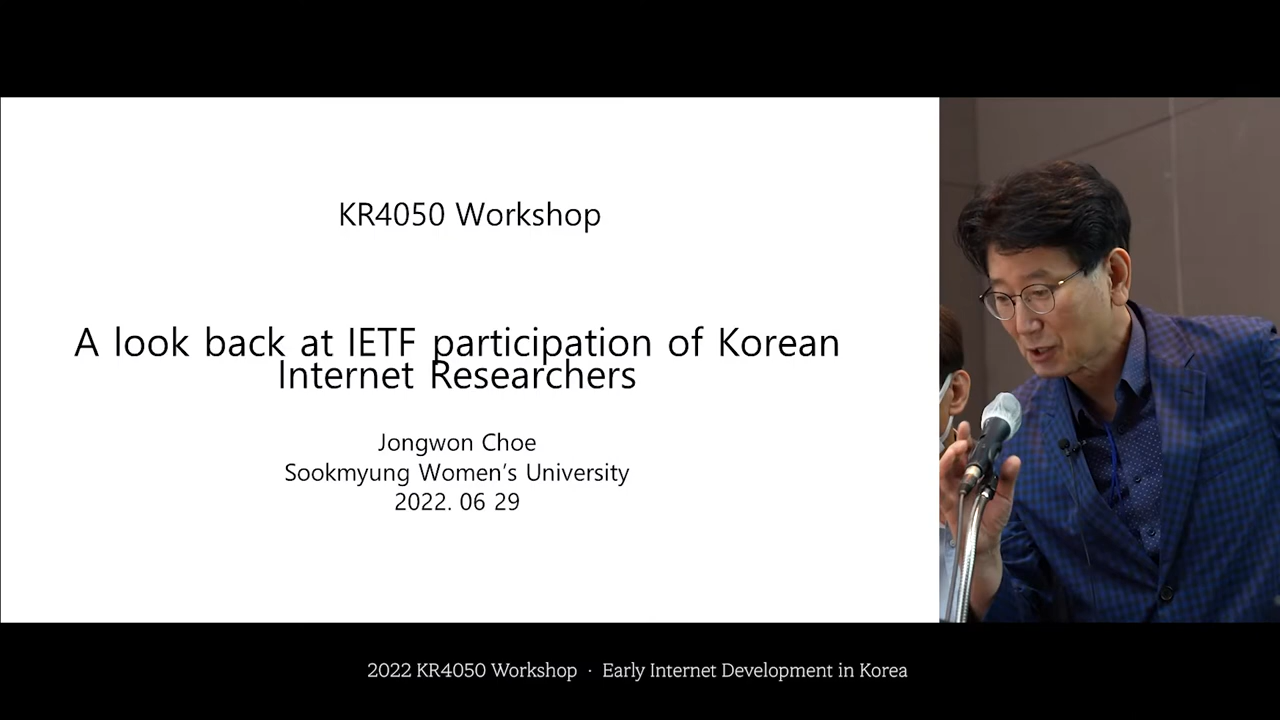 KR4050 Workshop
A look back at IETF participation of Korean
Internet Researchers
Jongwon Choe
Sookmyung Women's University
2022. 06 29
2022 KR4050 Workshop · Early Internet Development in Korea